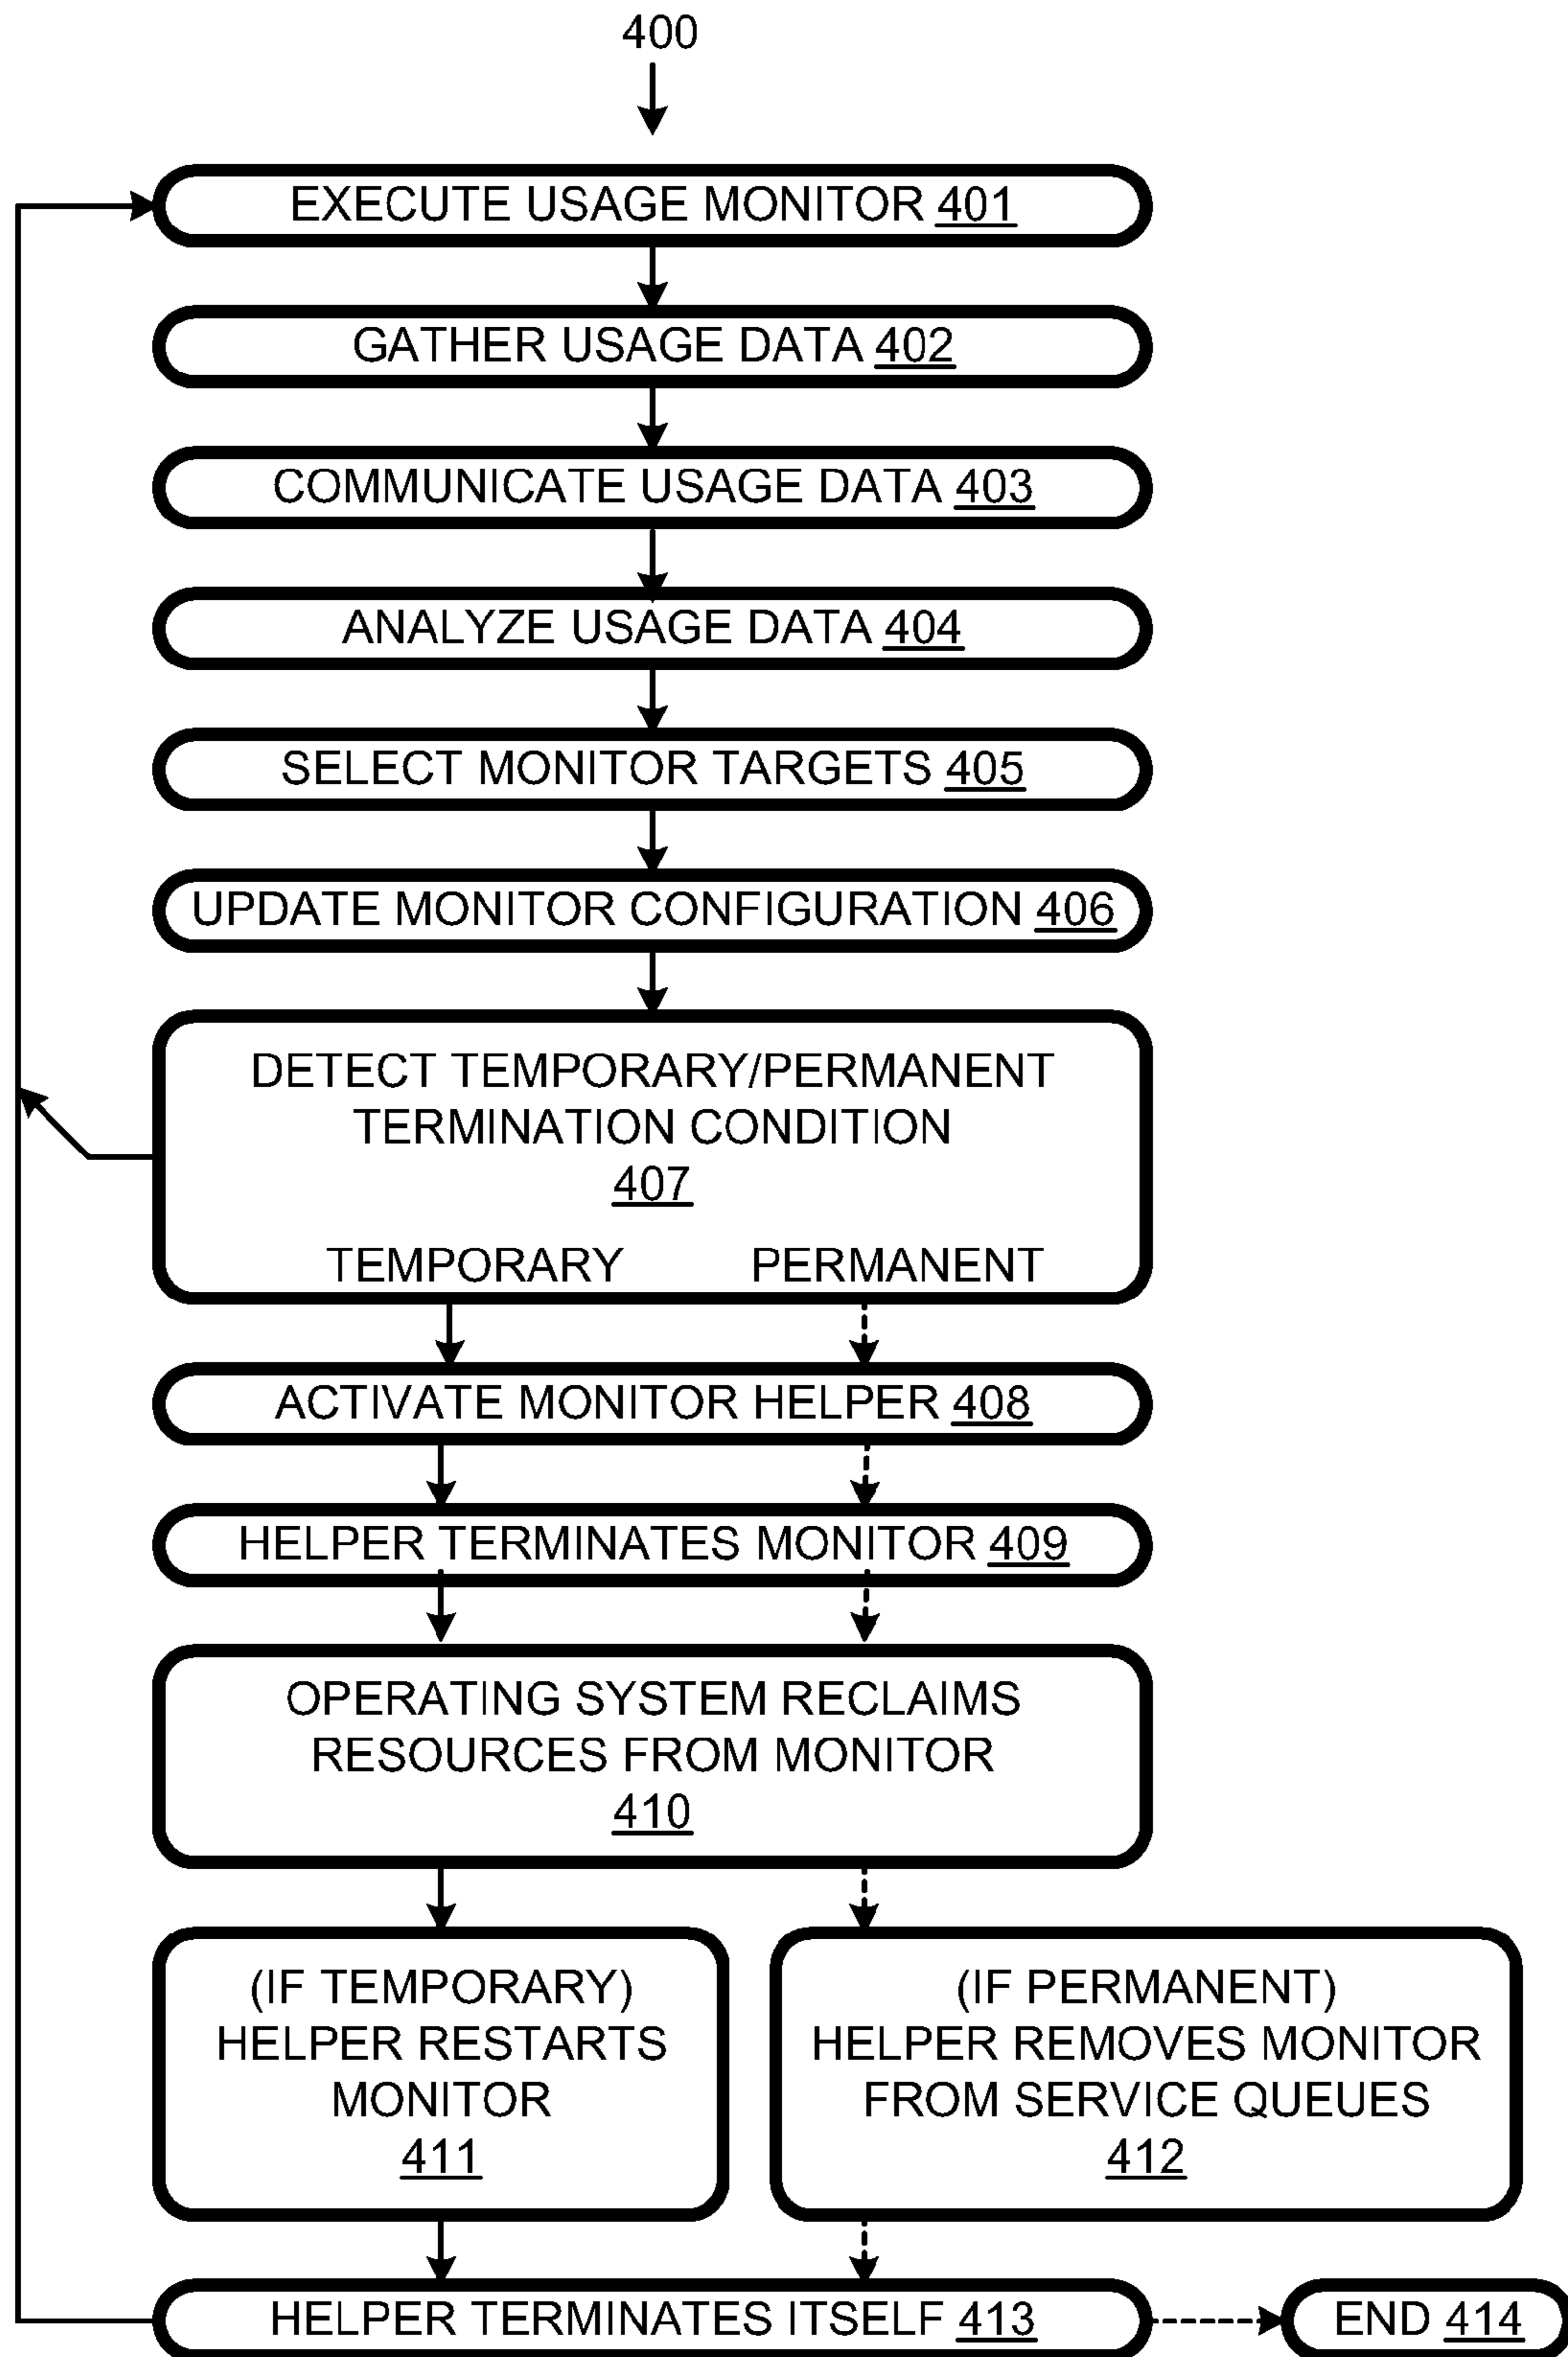 400
EXECUTE USAGE MONITOR 401
GATHER USAGE DATA 402
COMMUNICATE USAGE DATA 403
ANALYZE USAGE DATA 404
SELECT MONITOR TARGETS 405
UPDATE MONITOR CONFIGURATION 406
DETECT TEMPORARY/PERMANENT
TERMINATION CONDITION
407
TEMPORARY PERMANENT
ACTIVATE MONITOR HELPER 408
HELPER TERMINATES MONITOR 409
OPERATING SYSTEM RECLAIMS
RESOURCES FROM MONITOR
410
(IF TEMPORARY)
HELPER RESTARTS
MONITOR
411
(IF PERMANENT)
HELPER REMOVES MONITOR
FROM SERVICE QUEUES
412
HELPER TERMINATES ITSELF 413
END 414